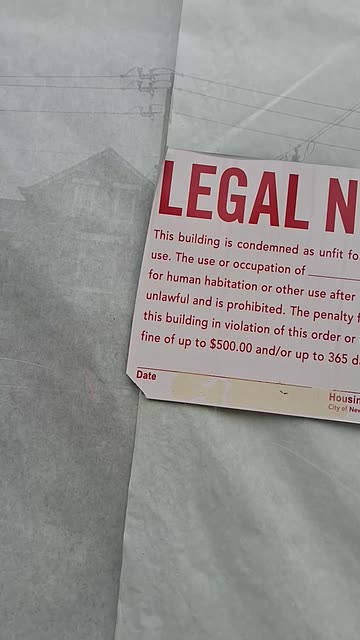 LEGAL N
This building is condemned as unfit fo
use. The use or occupation of
for human habitation or other use after
unlawful and is prohibited. The penalty f
this building in violation of this order or
fine of up to $500.00 and/or up to 365 d
Date
Housin
City of New